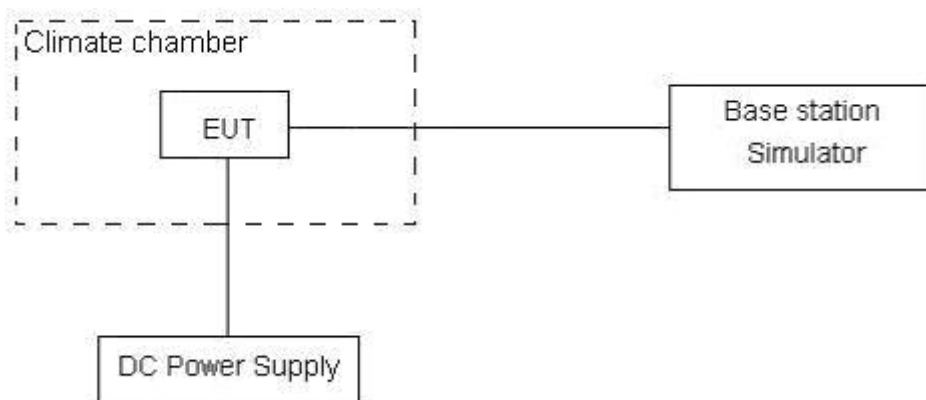 Climate chamber
EUT
Base station
Simulator
DC Power Supply